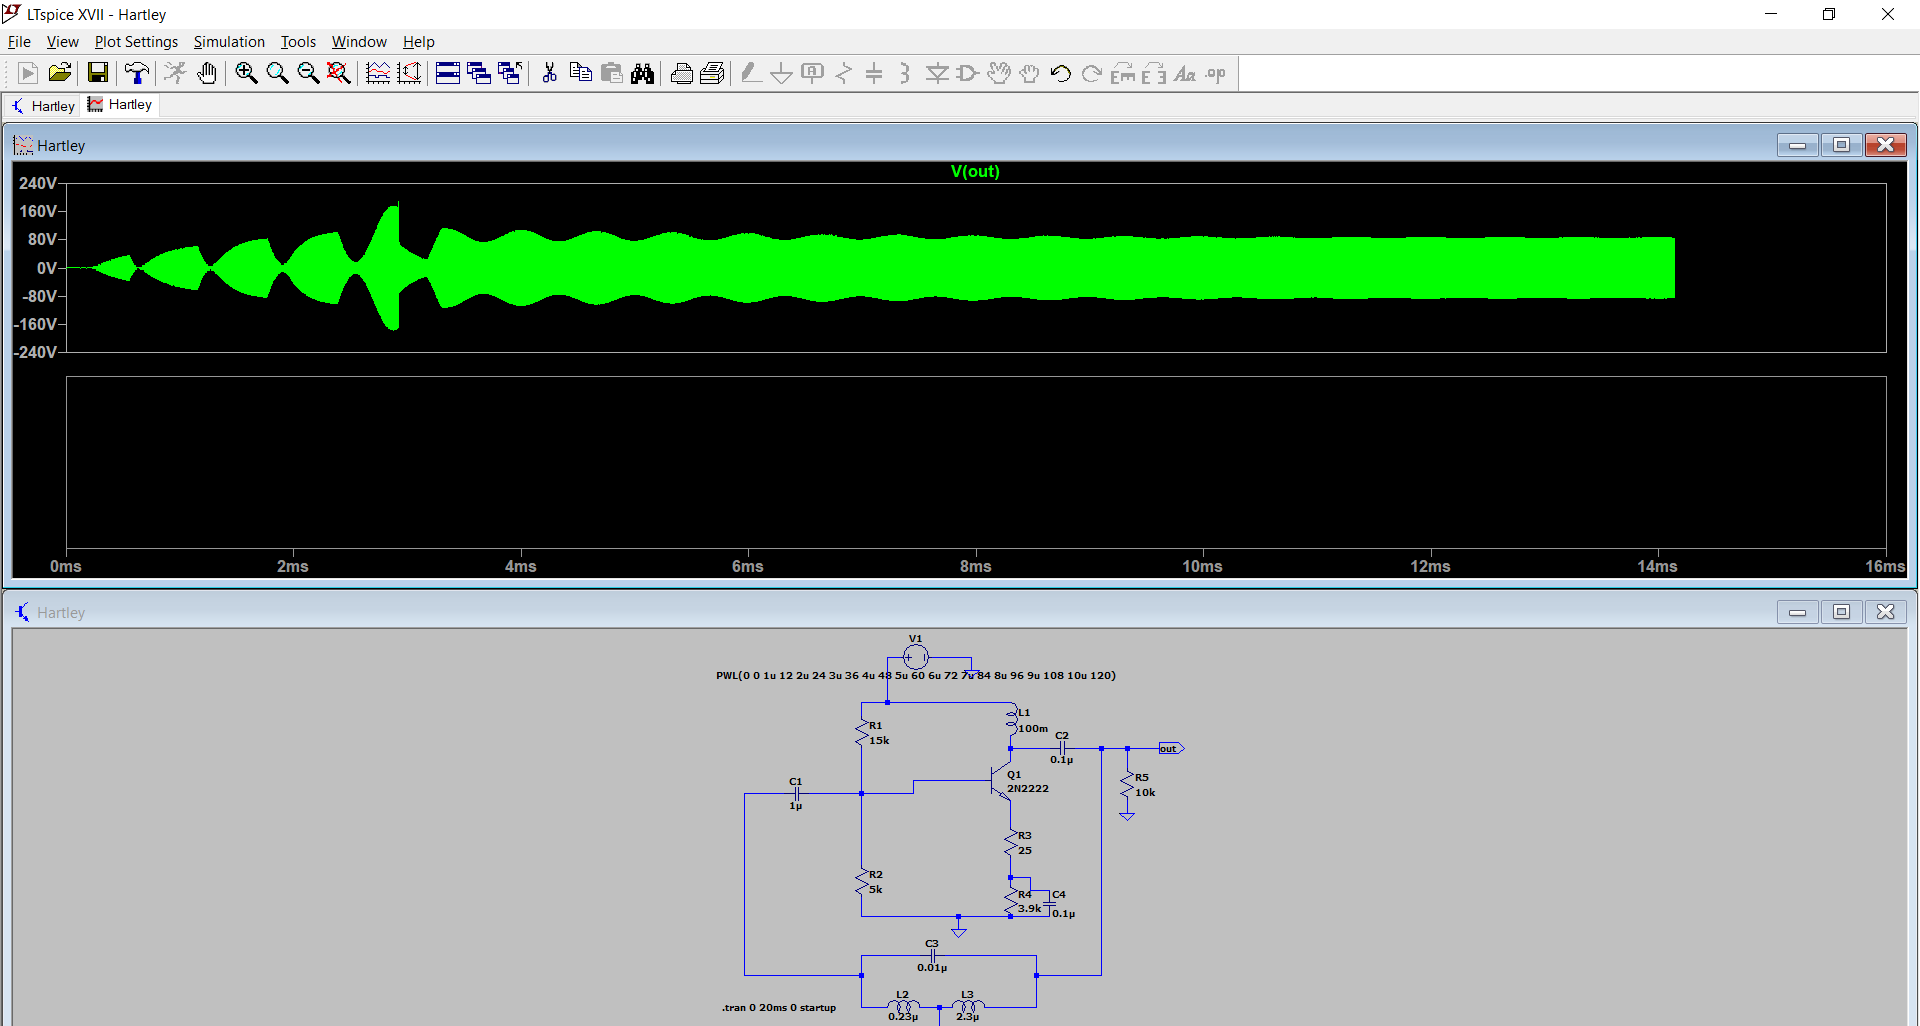 LTspice XVII - Hartley
File View Plot Settings Simulation Tools Window Help
Hartley Hartley
Hartley
V(out)
240V
160V
80V
0V
-80V
-160V
-240V
0ms 2ms 4ms 6ms 8ms 10ms 12ms 14ms 16ms
Hartley
V1
PWL(0 0 1u 12 2u 24 3u 36 4u 48 5u 60 6u 72 7u 84 8u 96 9u 108 10u 120)
L1
100m
R1
15k
C2
0.1µ
out
Q1
2N2222
R5
10k
C1
1µ
R3
25
R2
5k
R4
3.9k
C4
0.1µ
C3
0.01µ
L2
0.23µ
L3
2.3µ
.tran 0 20ms 0 startup